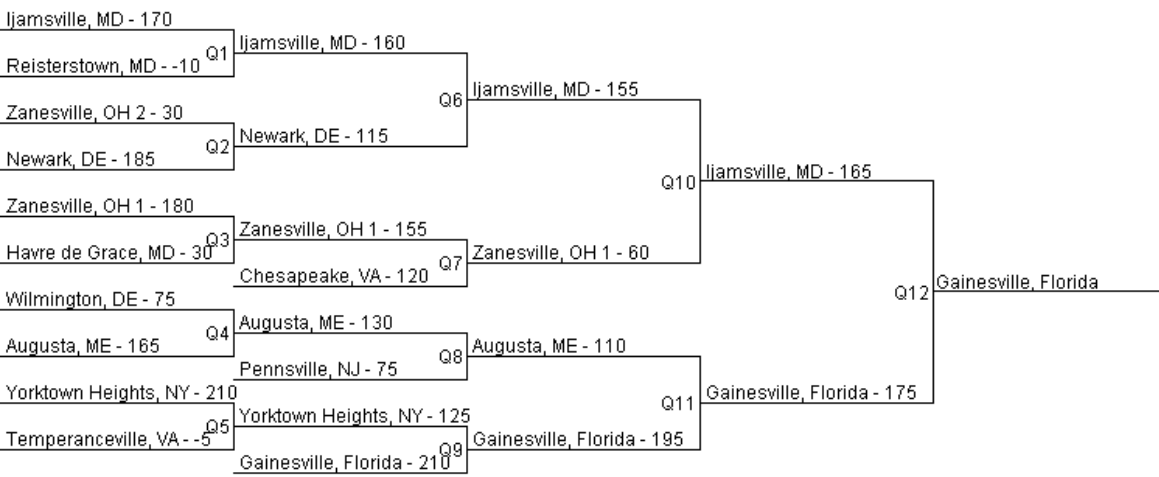 Ijamsville, MD - 170
Reisterstown, MD - -10
Q1
Zanesville, OH 2 - 30
Newark, DE - 185
Q2
Zanesville, OH 1 - 180
Havre de Grace, MD - 30
Q3
Wilmington, DE - 75
Augusta, ME - 165
Q4
Yorktown Heights, NY - 210
Temperanceville, VA - -5
Q5
Ijamsville, MD - 160
Newark, DE - 115
Q6
Zanesville, OH 1 - 155
Chesapeake, VA - 120
Q7
Augusta, ME - 130
Pennsville, NJ - 75
Q8
Yorktown Heights, NY - 125
Gainesville, Florida - 210
Q9
Ijamsville, MD - 155
Zanesville, OH 1 - 60
Q10
Augusta, ME - 110
Gainesville, Florida - 195
Q11
Ijamsville, MD - 165
Gainesville, Florida - 175
Q12
Gainesville, Florida